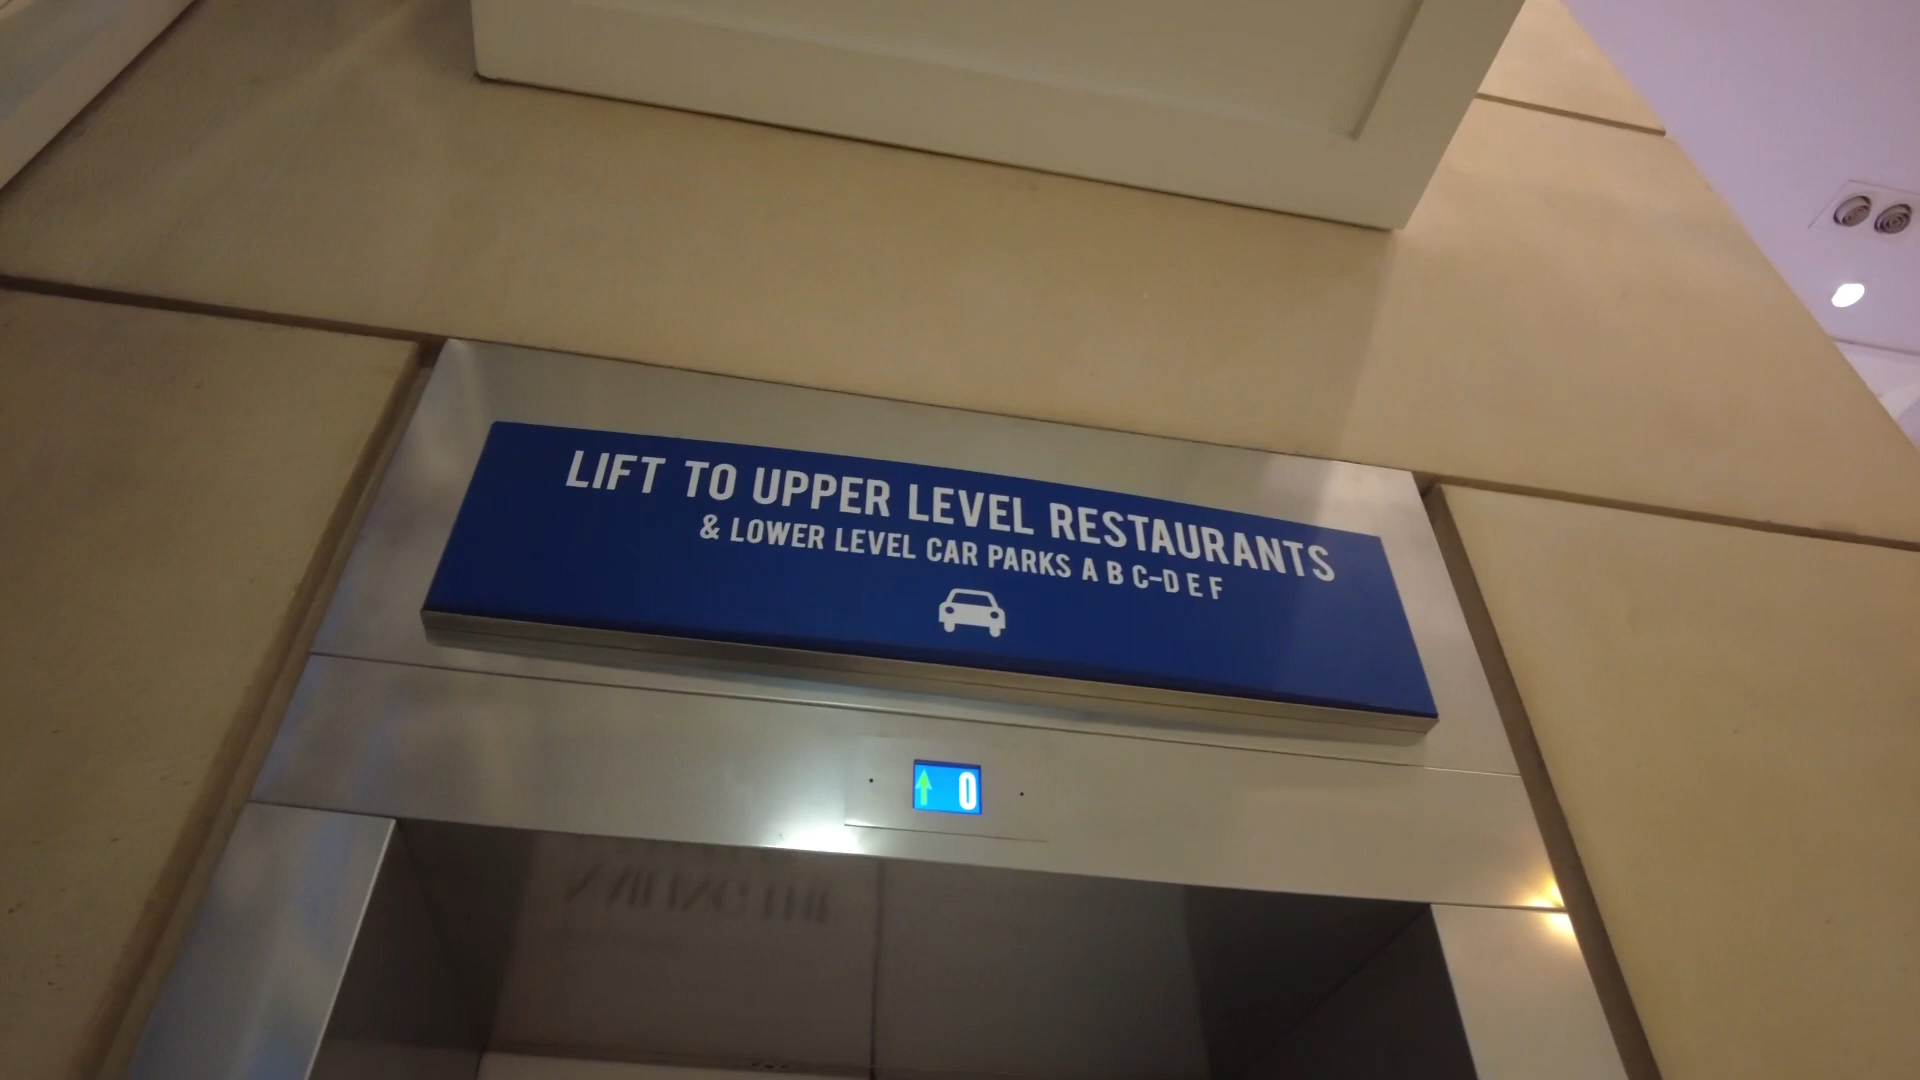 LIFT TO UPPER LEVEL RESTAURANTS
& LOWER LEVEL CAR PARKS A B C-D E F
0